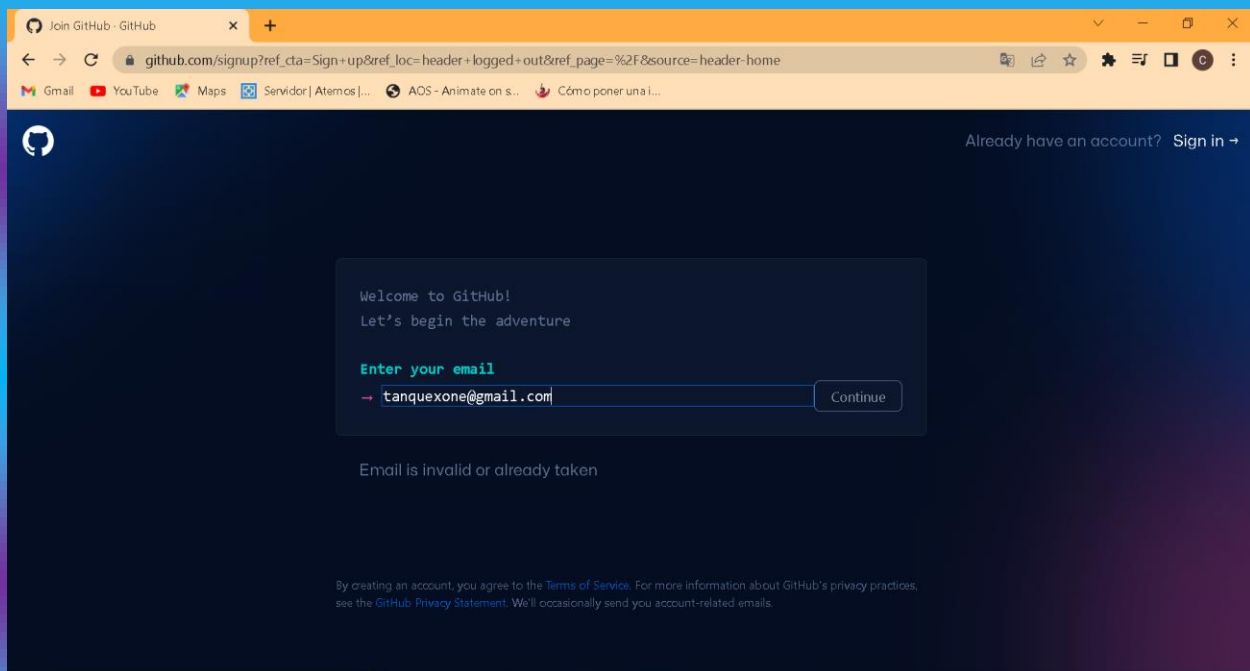 Join GitHub · GitHub
github.com/signup?ref_cta=Sign+up&ref_loc=header+logged+out&ref_page=%2F&source=header-home
C
Gmail YouTube Maps Servidor | Aternos |... AOS - Animate on s... Cómo poner una i...
Already have an account? Sign in →
Welcome to GitHub!
Let's begin the adventure
Enter your email
→ tanquexone@gmail.com Continue
Email is invalid or already taken
By creating an account, you agree to the Terms of Service. For more information about GitHub's privacy practices,
see the GitHub Privacy Statement. We'll occasionally send you account-related emails.